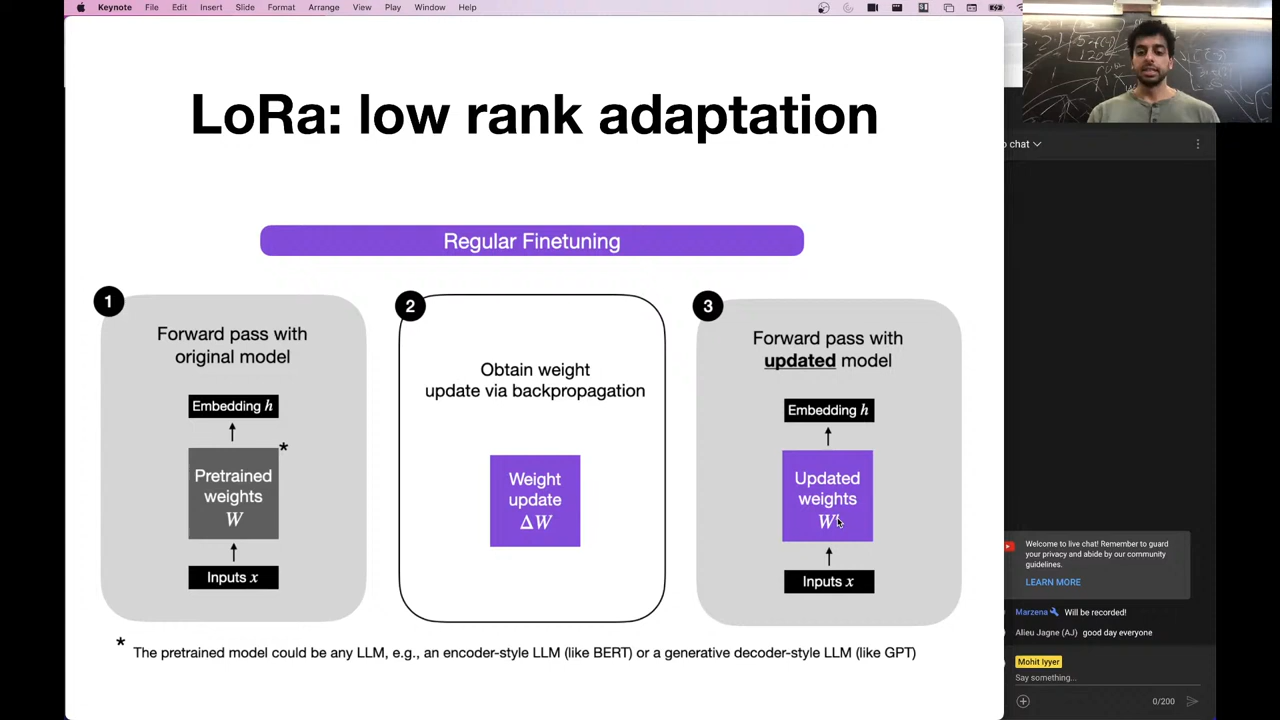 Keynote File Edit Insert Slide Format Arrange View Play Window Help
LoRa: low rank adaptation
Regular Finetuning
1
Forward pass with
original model
Embedding h
*
Pretrained
weights
W
Inputs x
2
Obtain weight
update via backpropagation
Weight
update
ΔW
3
Forward pass with
updated model
Embedding h
Updated
weights
W'
Inputs x
* The pretrained model could be any LLM, e.g., an encoder-style LLM (like BERT) or a generative decoder-style LLM (like GPT)
chat
Welcome to live chat! Remember to guard
your privacy and abide by our community
guidelines.
LEARN MORE
Marzena Will be recorded!
Alieu Jagne (AJ) good day everyone
Mohit Iyyer
Say something...
0/200